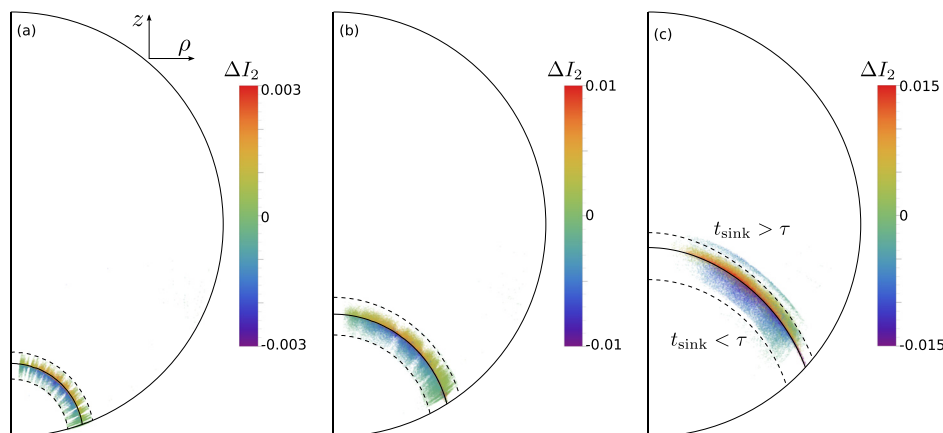 (a)
z
ρ
ΔI₂
0.003
0
-0.003
(b)
ΔI₂
0.01
0
-0.01
(c)
ΔI₂
0.015
0
-0.015
t_sink > τ
t_sink < τ